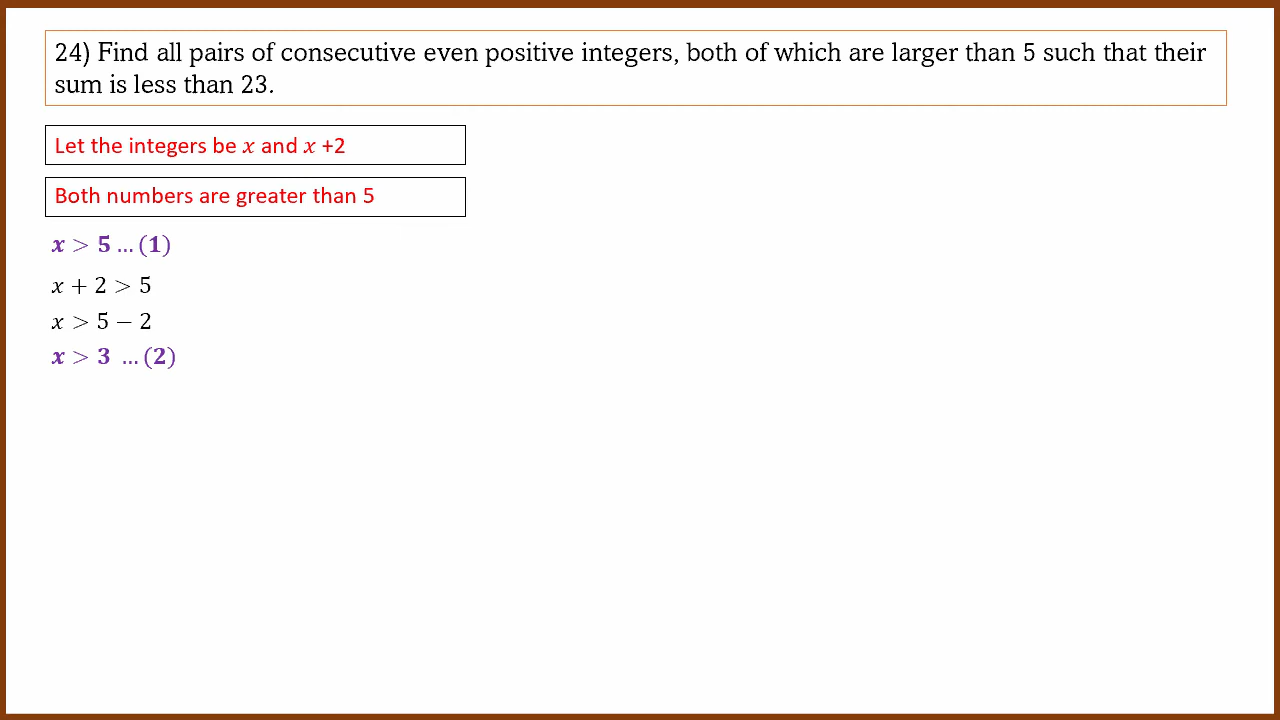 24) Find all pairs of consecutive even positive integers, both of which are larger than 5 such that their
sum is less than 23.
Let the integers be x and x +2
Both numbers are greater than 5
x > 5 ... (1)
x + 2 > 5
x > 5 − 2
x > 3 ... (2)